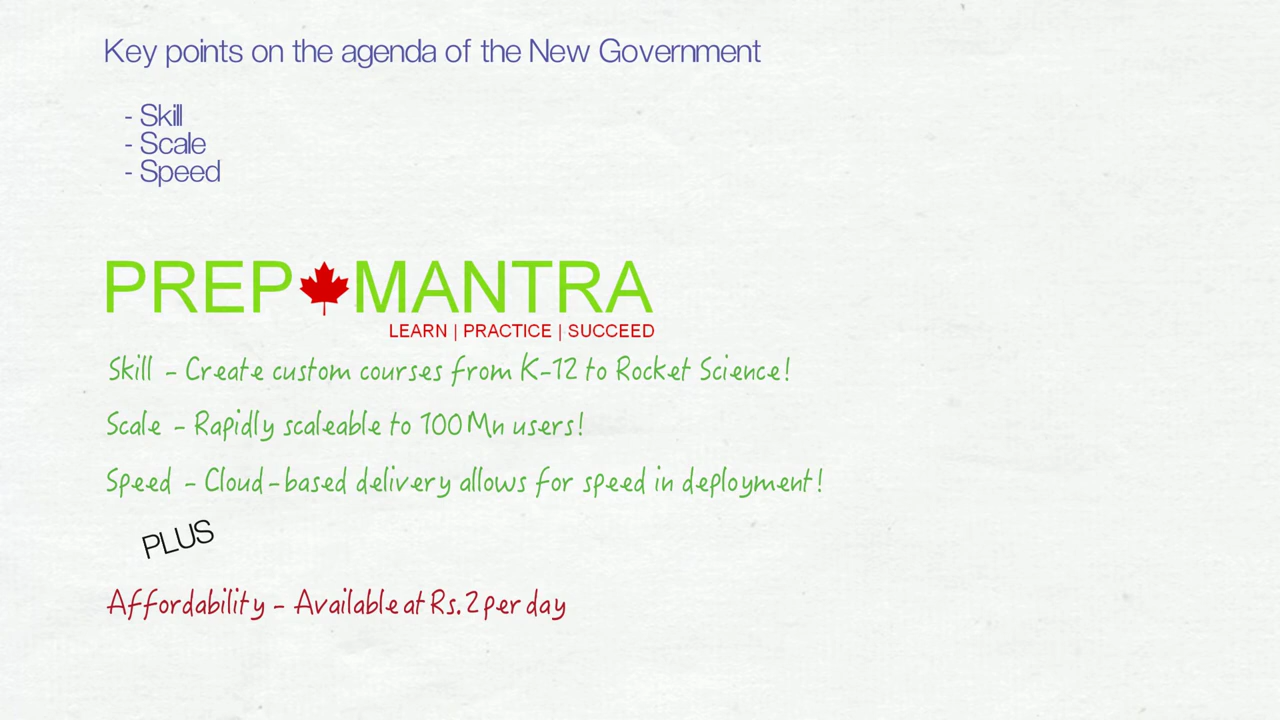 Key points on the agenda of the New Government
- Skill
- Scale
- Speed
PREP MANTRA
LEARN | PRACTICE | SUCCEED
Skill - Create custom courses from K-12 to Rocket Science!
Scale - Rapidly scaleable to 100Mn users!
Speed - Cloud-based delivery allows for speed in deployment!
PLUS
Affordability - Available at Rs. 2 per day